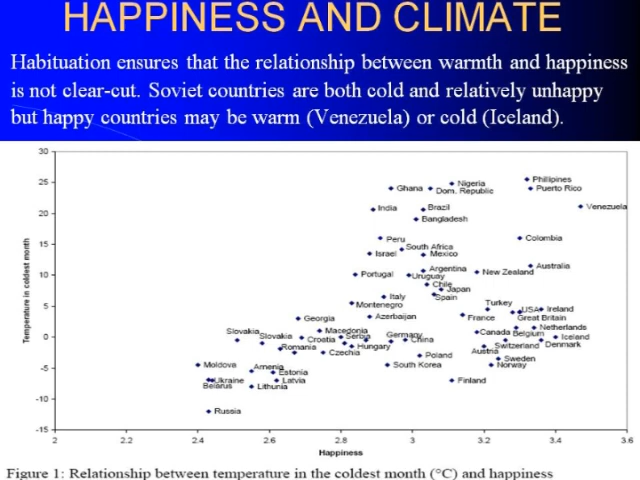 HAPPINESS AND CLIMATE
Habituation ensures that the relationship between warmth and happiness
is not clear-cut. Soviet countries are both cold and relatively unhappy
but happy countries may be warm (Venezuela) or cold (Iceland).
30
25
20
15
10
5
0
-5
-10
-15
Temperature in coldest month
Phillipines
Nigeria
Ghana
Dom. Republic
Puerto Rico
India
Brazil
Venezuela
Bangladesh
Peru
Colombia
South Africa
Israel
Mexico
Argentina
Australia
Portugal
Uruguay
New Zealand
Chile
Japan
Italy
Spain
Montenegro
Turkey
USA
Ireland
Georgia
Azerbaijan
France
Great Britain
Slovakia
Macedonia
Netherlands
Slovakia
Croatia
Serbia
Germany
China
Canada
Belgium
Iceland
Romania
Hungary
Switzerland
Denmark
Czechia
Poland
Austria
Sweden
Moldova
South Korea
Norway
Armenia
Estonia
Ukraine
Latvia
Finland
Belarus
Lithuania
Russia
2
2.2
2.4
2.6
2.8
3
3.2
3.4
3.6
Happiness
Figure 1: Relationship between temperature in the coldest month (°C) and happiness